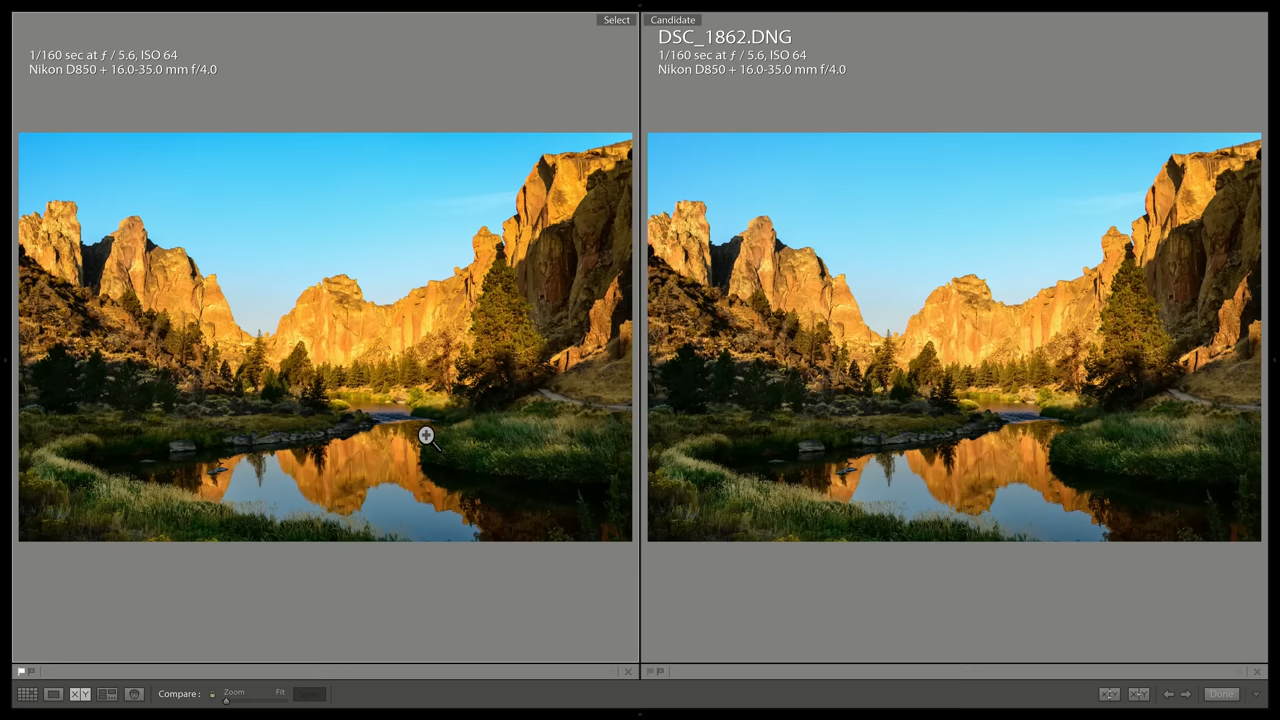 Select
1/160 sec at ƒ / 5.6, ISO 64
Nikon D850 + 16.0-35.0 mm f/4.0
Candidate
DSC_1862.DNG
1/160 sec at ƒ / 5.6, ISO 64
Nikon D850 + 16.0-35.0 mm f/4.0
X Y
Compare :
Zoom
Fit
Done